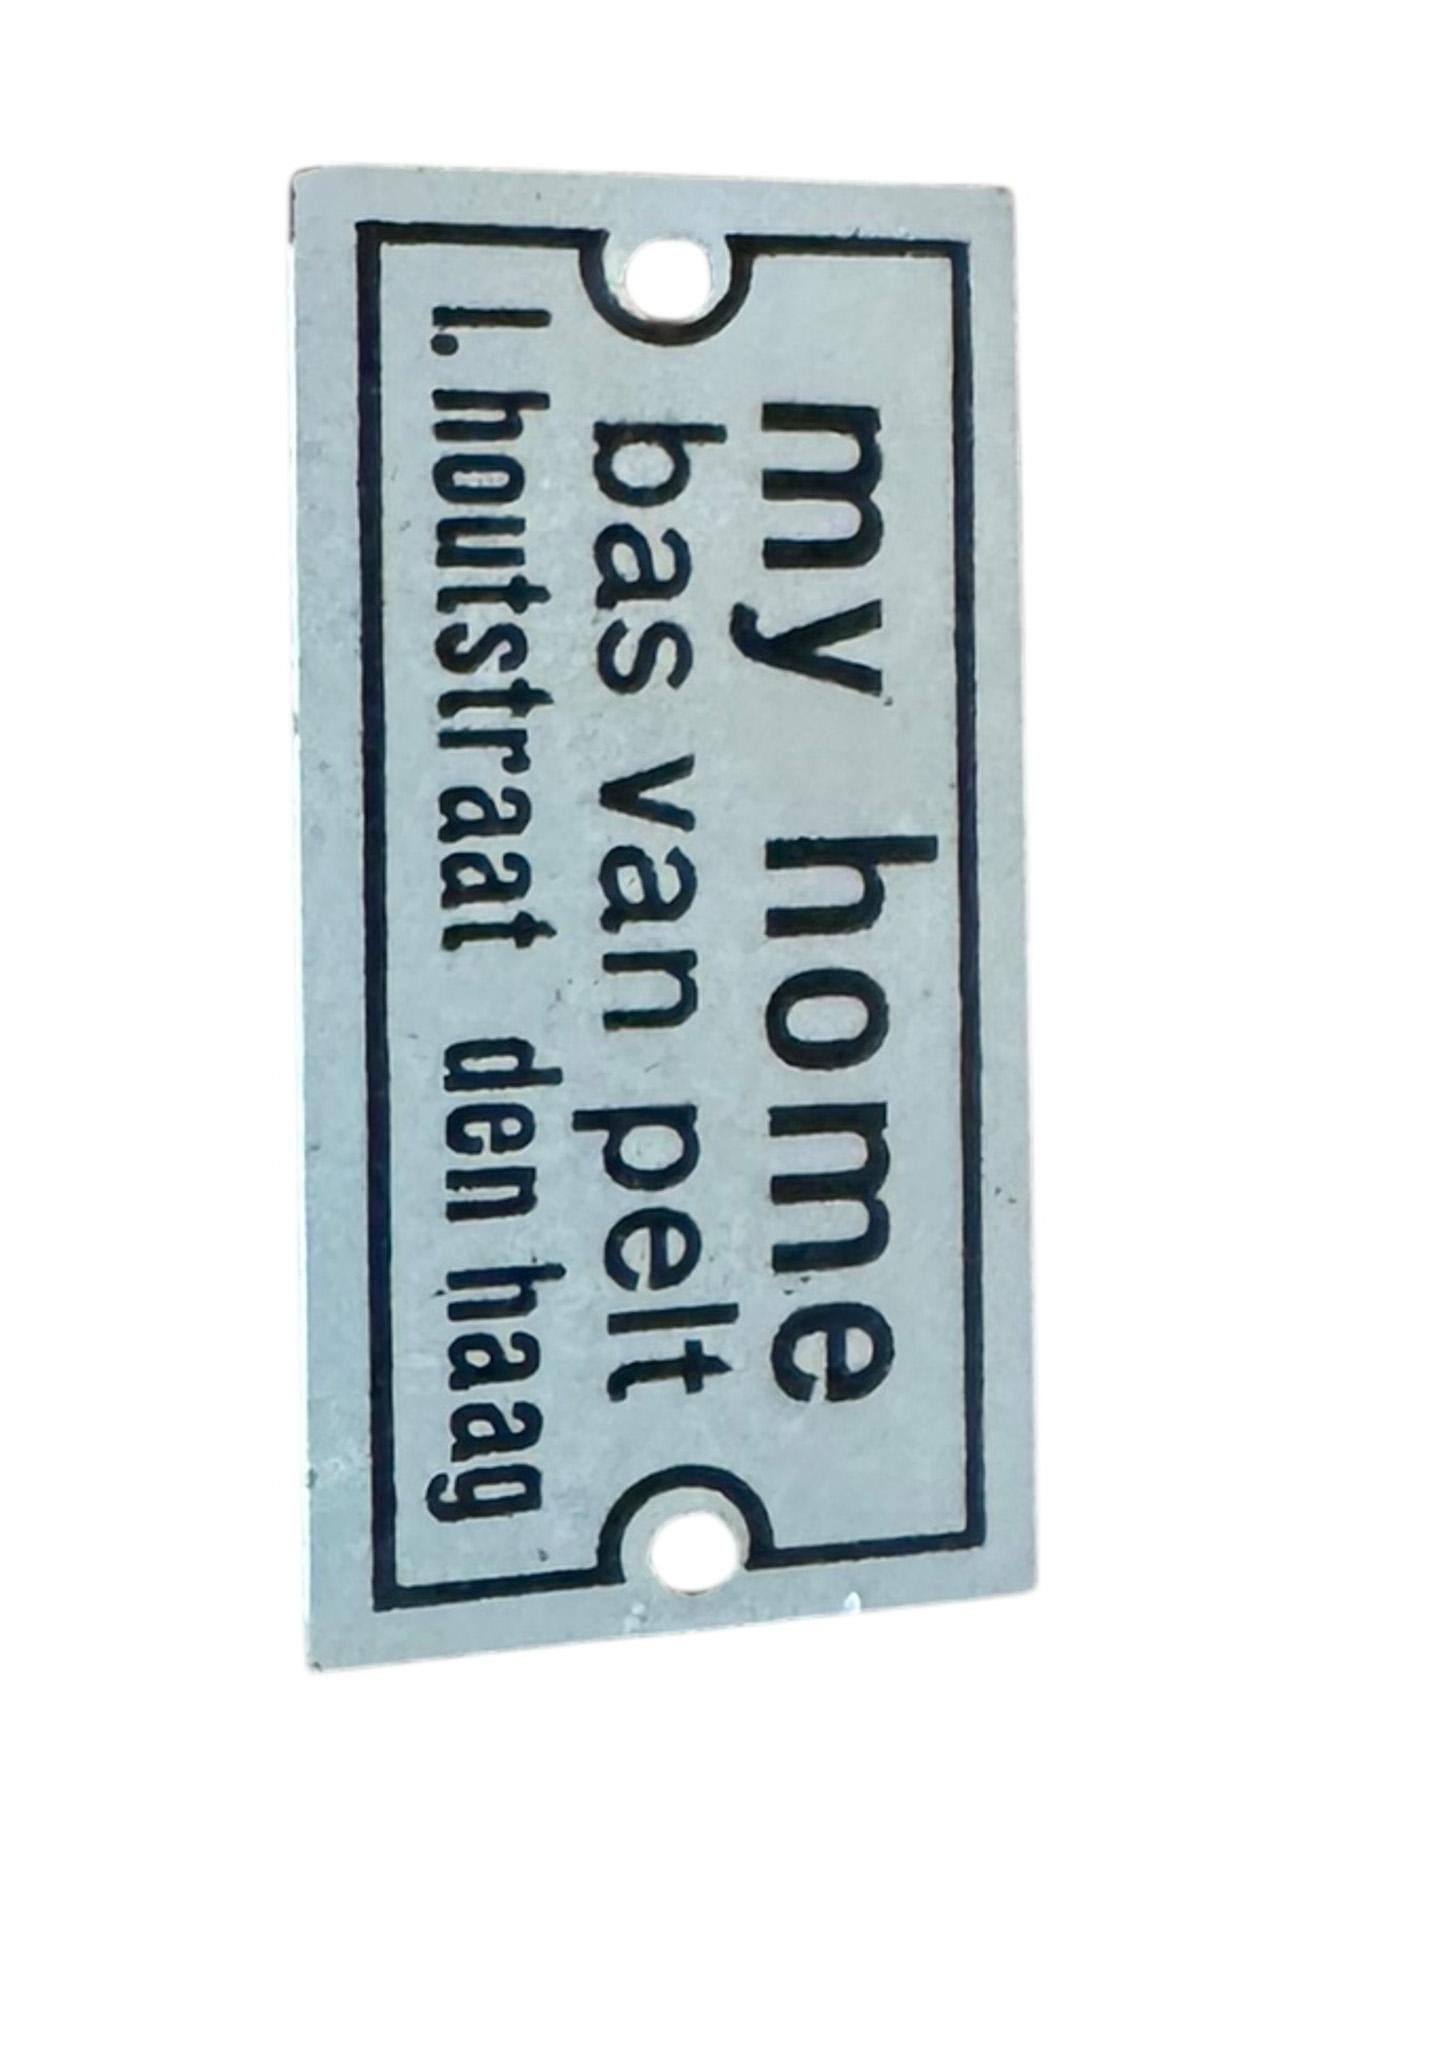 my home
bas van pelt
l. houtstraat den haag